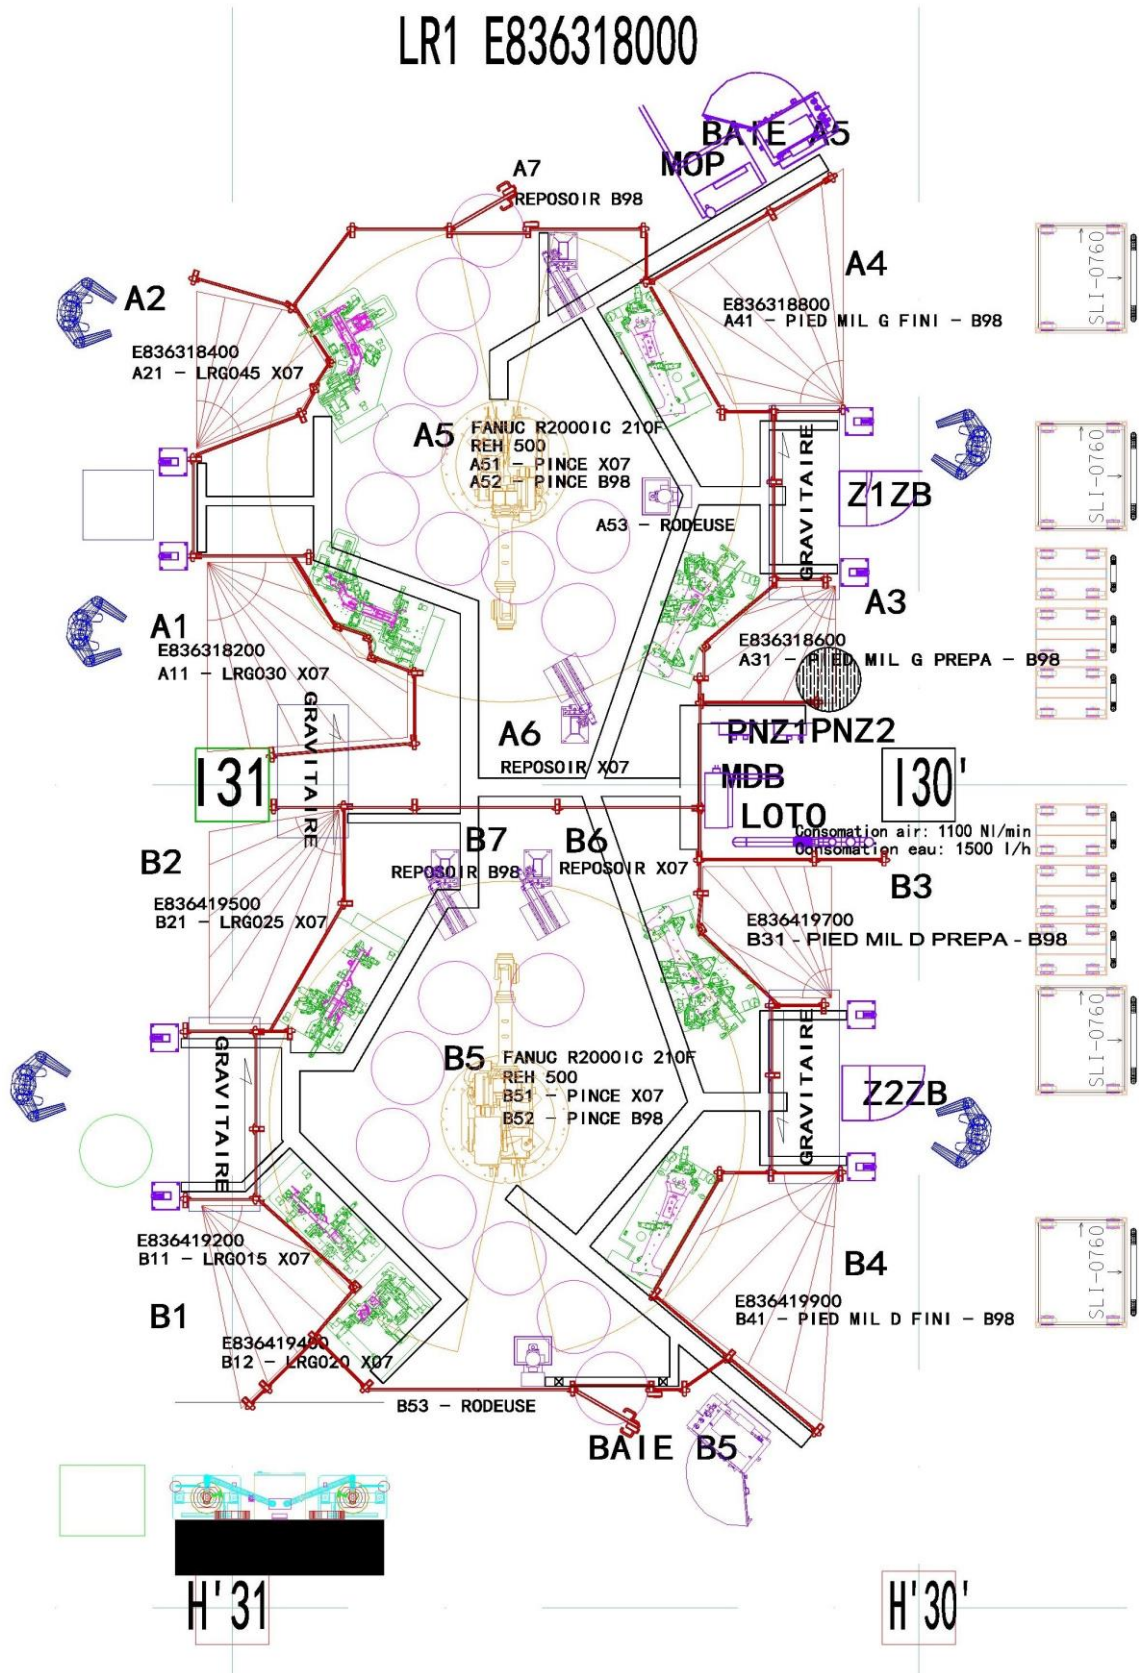 LR1 E836318000
BAIE A5
MOP
A7
REPOSOIR B98
A2
A4
SLI-0760
E836318400
A21 - LRG045 X07
E836318800
A41 - PIED MIL G FINI - B98
A5
FANUC R2000IC 210F
REH 500
A51 - PINCE X07
A52 - PINCE B98
GRAVITAIRE
Z1ZB
SLI-0760
A53 - RODEUSE
A1
E836318200
A11 - LRG030 X07
A3
E836318600
A31 - PIED MIL G PREPA - B98
GRAVITAIRE
A6
REPOSOIR X07
PNZ1PNZ2
MDB
I31
I30'
LOTO
Consomation air: 1100 Nl/min
Consomation eau: 1500 l/h
B7
REPOSOIR B98
B6
REPOSOIR X07
B2
E836419500
B21 - LRG025 X07
B3
E836419700
B31 - PIED MIL D PREPA - B98
GRAVITAIRE
B5
FANUC R2000IC 210F
REH 500
B51 - PINCE X07
B52 - PINCE B98
GRAVITAIRE
Z2ZB
SLI-0760
E836419200
B11 - LRG015 X07
B1
E836419400
B12 - LRG020 X07
B4
E836419900
B41 - PIED MIL D FINI - B98
SLI-0760
B53 - RODEUSE
BAIE B5
H'31
H'30'